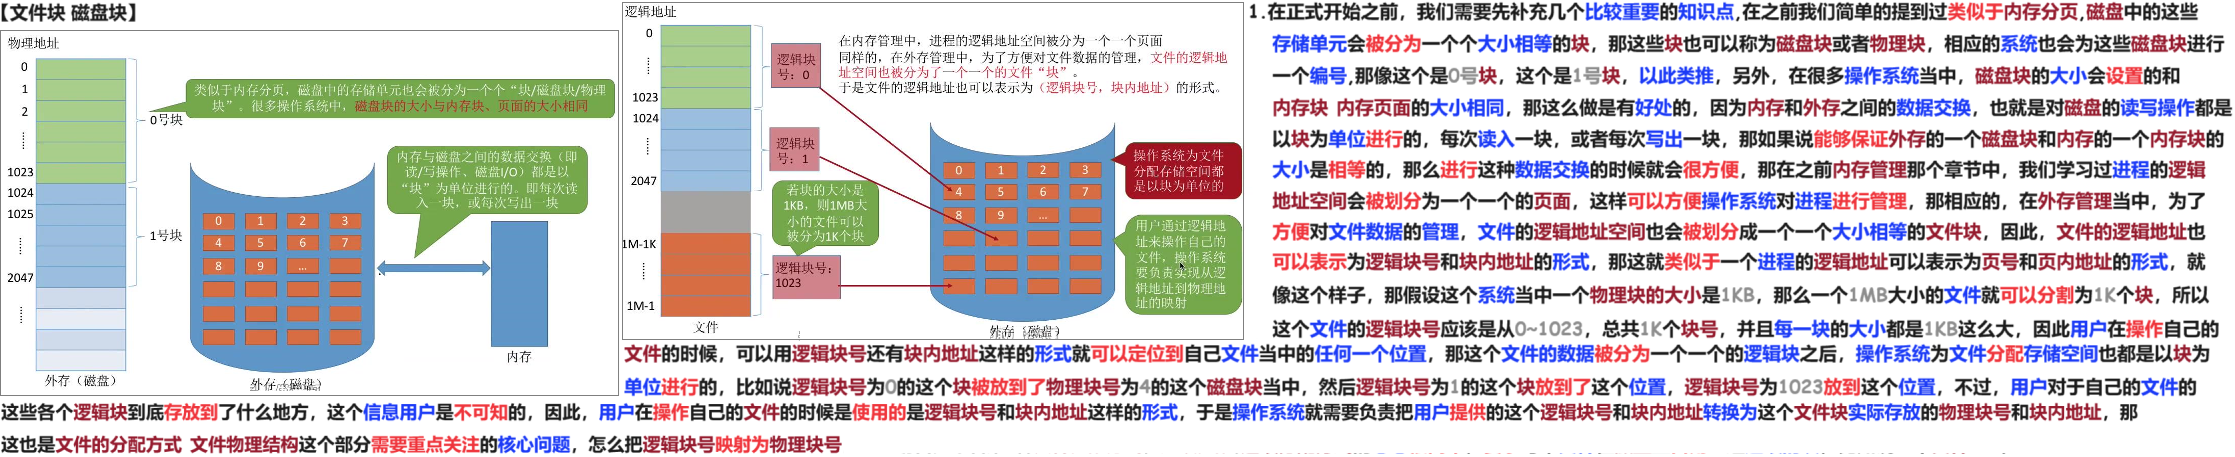 【文件块 磁盘块】
物理地址
0
1
2
1023
1024
1025
2047
外存（磁盘）
0号块
1号块
类似于内存分页，磁盘中的存储单元也会被分为一个个“块/磁盘块/物理
块”。很多操作系统中，磁盘块的大小与内存块、页面的大小相同
内存与磁盘之间的数据交换（即
读/写操作、磁盘I/O）都是以
“块”为单位进行的。即每次读
入一块，或每次写出一块
0 1 2 3
4 5 6 7
8 9 ...
外存（磁盘）
内存
逻辑地址
0
1023
1024
2047
1M-1K
1M-1
文件
逻辑块
号：0
逻辑块
号：1
若块的大小是
1KB，则1MB大
小的文件可以
被分为1K个块
逻辑块号：
1023
在内存管理中，进程的逻辑地址空间被分为一个一个页面
同样的，在外存管理中，为了方便对文件数据的管理，文件的逻辑地
址空间也被分为了一个一个的文件“块”。
于是文件的逻辑地址也可以表示为（逻辑块号，块内地址）的形式。
0 1 2 3
4 5 6 7
8 9 ...
外存（磁盘）
操作系统为文件
分配存储空间都
是以块为单位的
用户通过逻辑地
址来操作自己的
文件，操作系统
要负责实现从逻
辑地址到物理地
址的映射
1.在正式开始之前，我们需要先补充几个比较重要的知识点,在之前我们简单的提到过类似于内存分页,磁盘中的这些
存储单元会被分为一个个大小相等的块，那这些块也可以称为磁盘块或者物理块，相应的系统也会为这些磁盘块进行
一个编号,那像这个是0号块，这个是1号块，以此类推，另外，在很多操作系统当中，磁盘块的大小会设置的和
内存块 内存页面的大小相同，那这么做是有好处的，因为内存和外存之间的数据交换，也就是对磁盘的读写操作都是
以块为单位进行的，每次读入一块，或者每次写出一块，那如果说能够保证外存的一个磁盘块和内存的一个内存块的
大小是相等的，那么进行这种数据交换的时候就会很方便，那在之前内存管理那个章节中，我们学习过进程的逻辑
地址空间会被划分为一个一个的页面，这样可以方便操作系统对进程进行管理，那相应的，在外存管理当中，为了
方便对文件数据的管理，文件的逻辑地址空间也会被划分成一个一个大小相等的文件块，因此，文件的逻辑地址也
可以表示为逻辑块号和块内地址的形式，那这就类似于一个进程的逻辑地址可以表示为页号和页内地址的形式，就
像这个样子，那假设这个系统当中一个物理块的大小是1KB，那么一个1MB大小的文件就可以分割为1K个块，所以
这个文件的逻辑块号应该是从0~1023，总共1K个块号，并且每一块的大小都是1KB这么大，因此用户在操作自己的
文件的时候，可以用逻辑块号还有块内地址这样的形式就可以定位到自己文件当中的任何一个位置，那这个文件的数据被分为一个一个的逻辑块之后，操作系统为文件分配存储空间也都是以块为
单位进行的，比如说逻辑块号为0的这个块被放到了物理块号为4的这个磁盘块当中，然后逻辑块号为1的这个块放到了这个位置，逻辑块号为1023放到这个位置，不过，用户对于自己的文件的
这些各个逻辑块到底存放到了什么地方，这个信息用户是不可知的，因此，用户在操作自己的文件的时候是使用的是逻辑块号和块内地址这样的形式，于是操作系统就需要负责把用户提供的这个逻辑块号和块内地址转换为这个文件块实际存放的物理块号和块内地址，那
这也是文件的分配方式 文件物理结构这个部分需要重点关注的核心问题，怎么把逻辑块号映射为物理块号